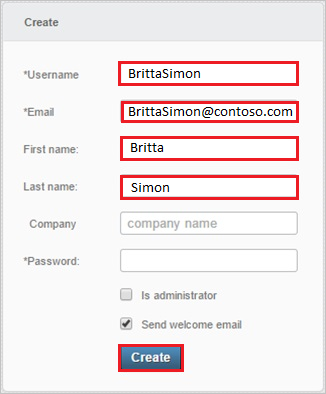 Create
*Username BrittaSimon
*Email BrittaSimon@contoso.com
First name: Britta
Last name: Simon
Company company name
*Password:
Is administrator
Send welcome email
Create